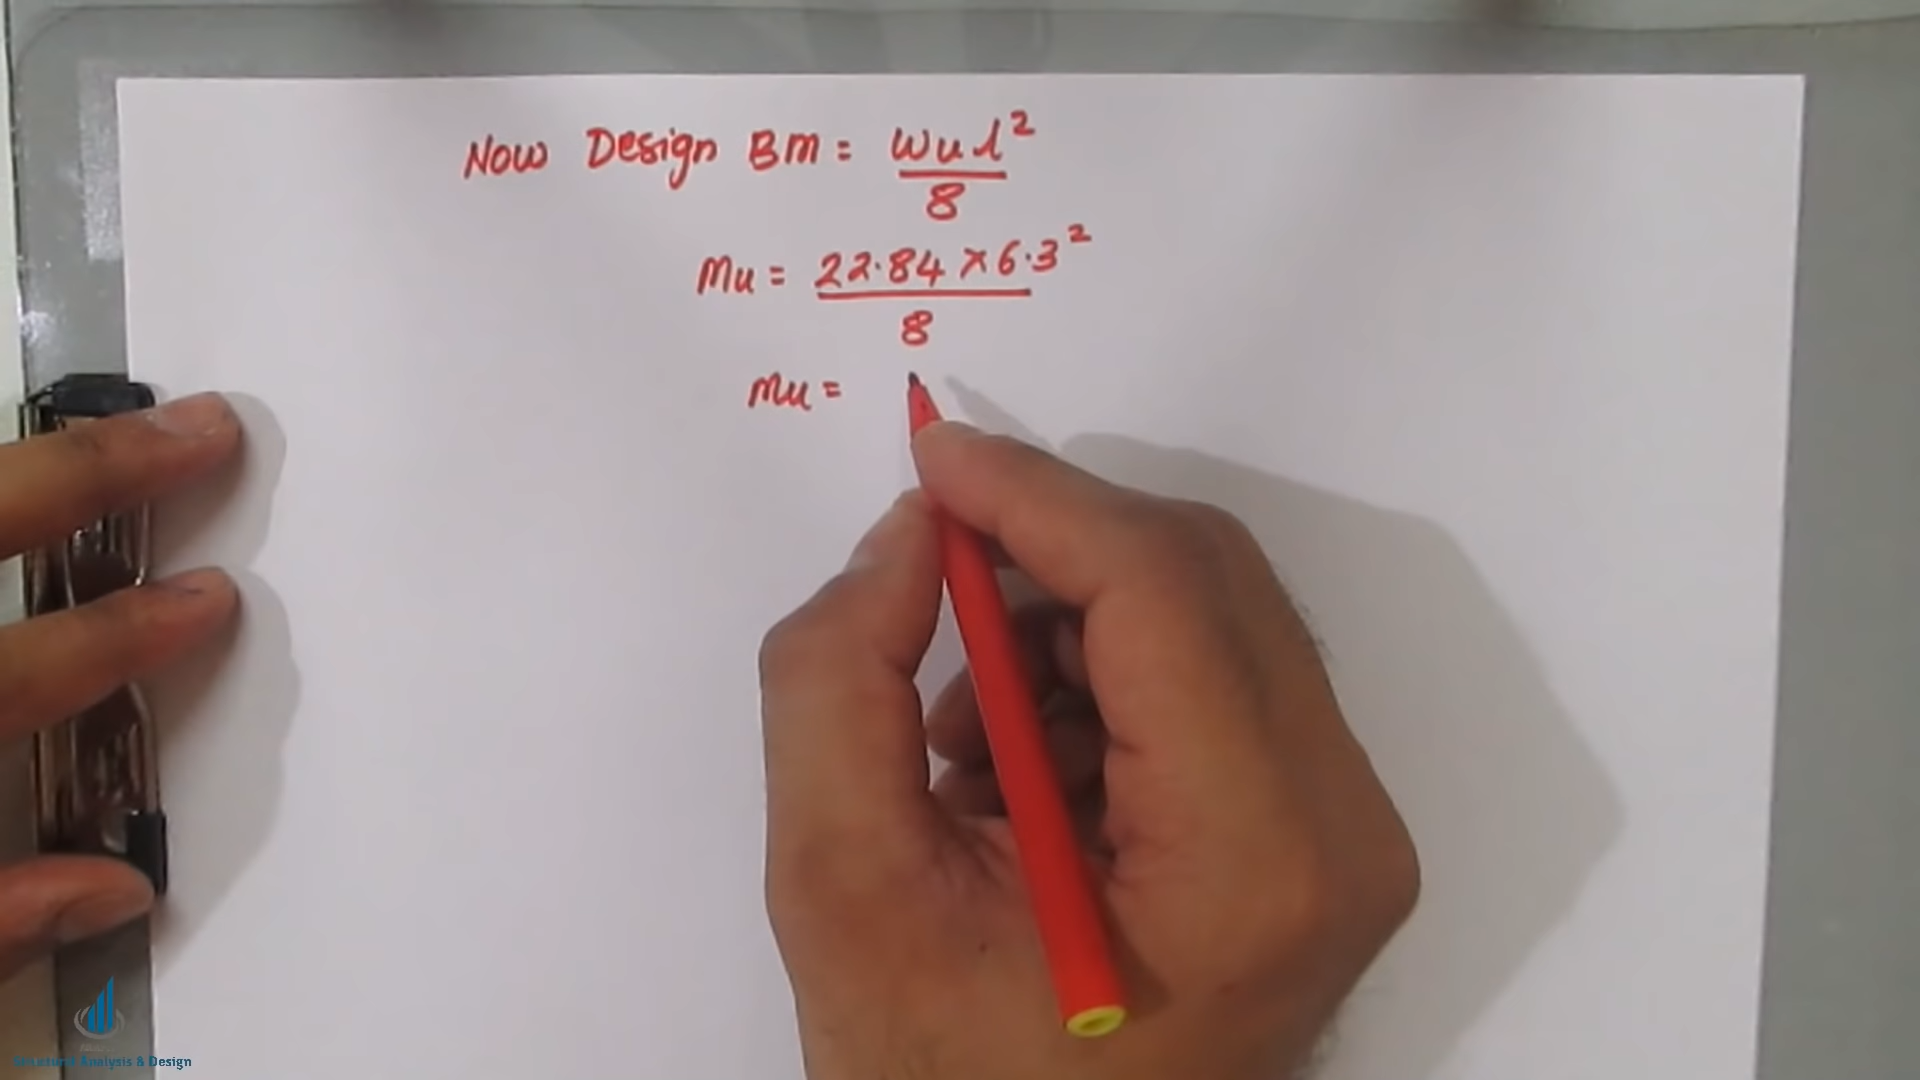 Now Design BM = wul²/8
Mu = 22.84 × 6.3²/8
Mu =
Structural Analysis & Design